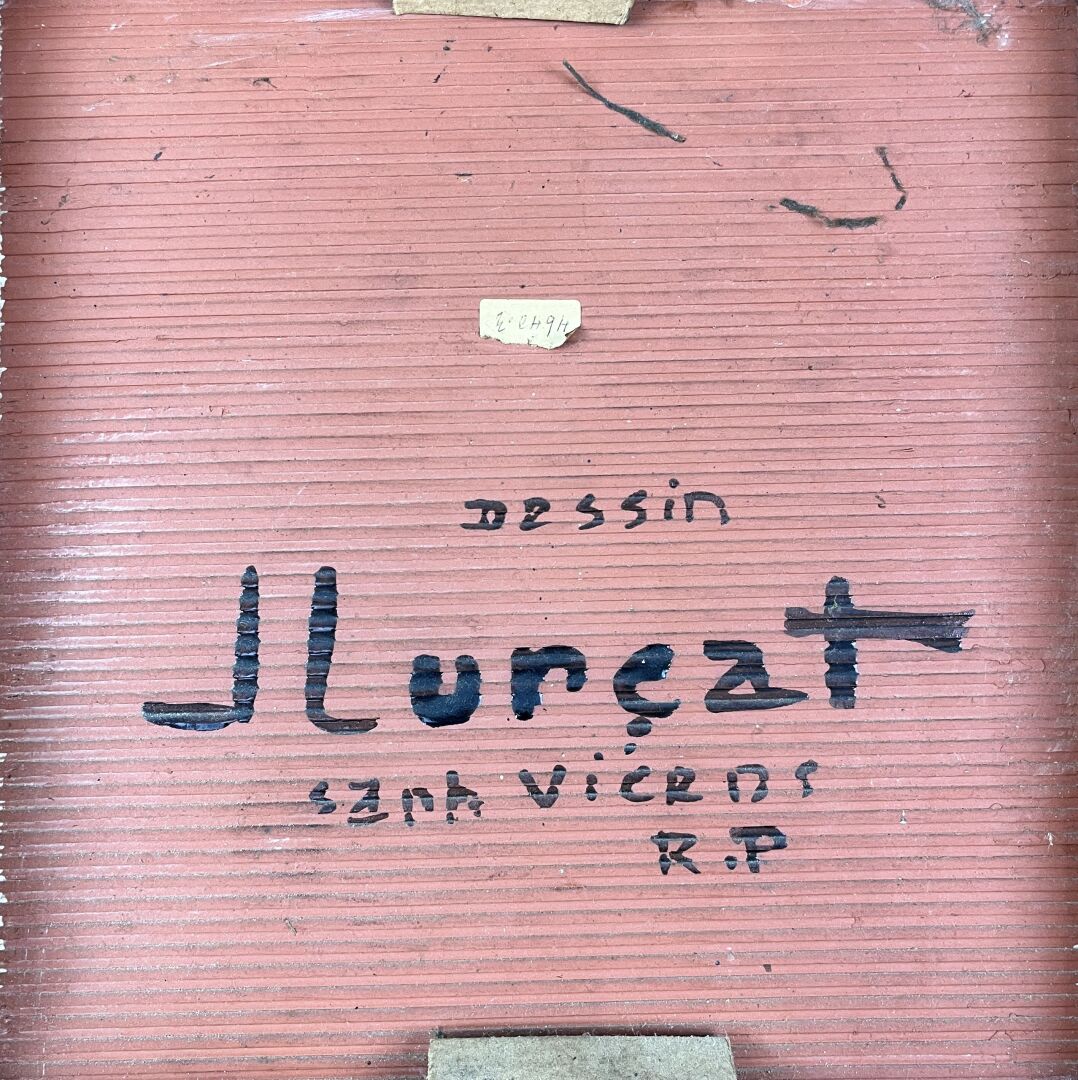 Dessin
J Lurçat
sant Vicens
R.P